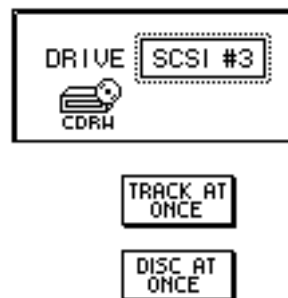 DRIVE SCSI #3
CDRW
TRACK AT
ONCE
DISC AT
ONCE